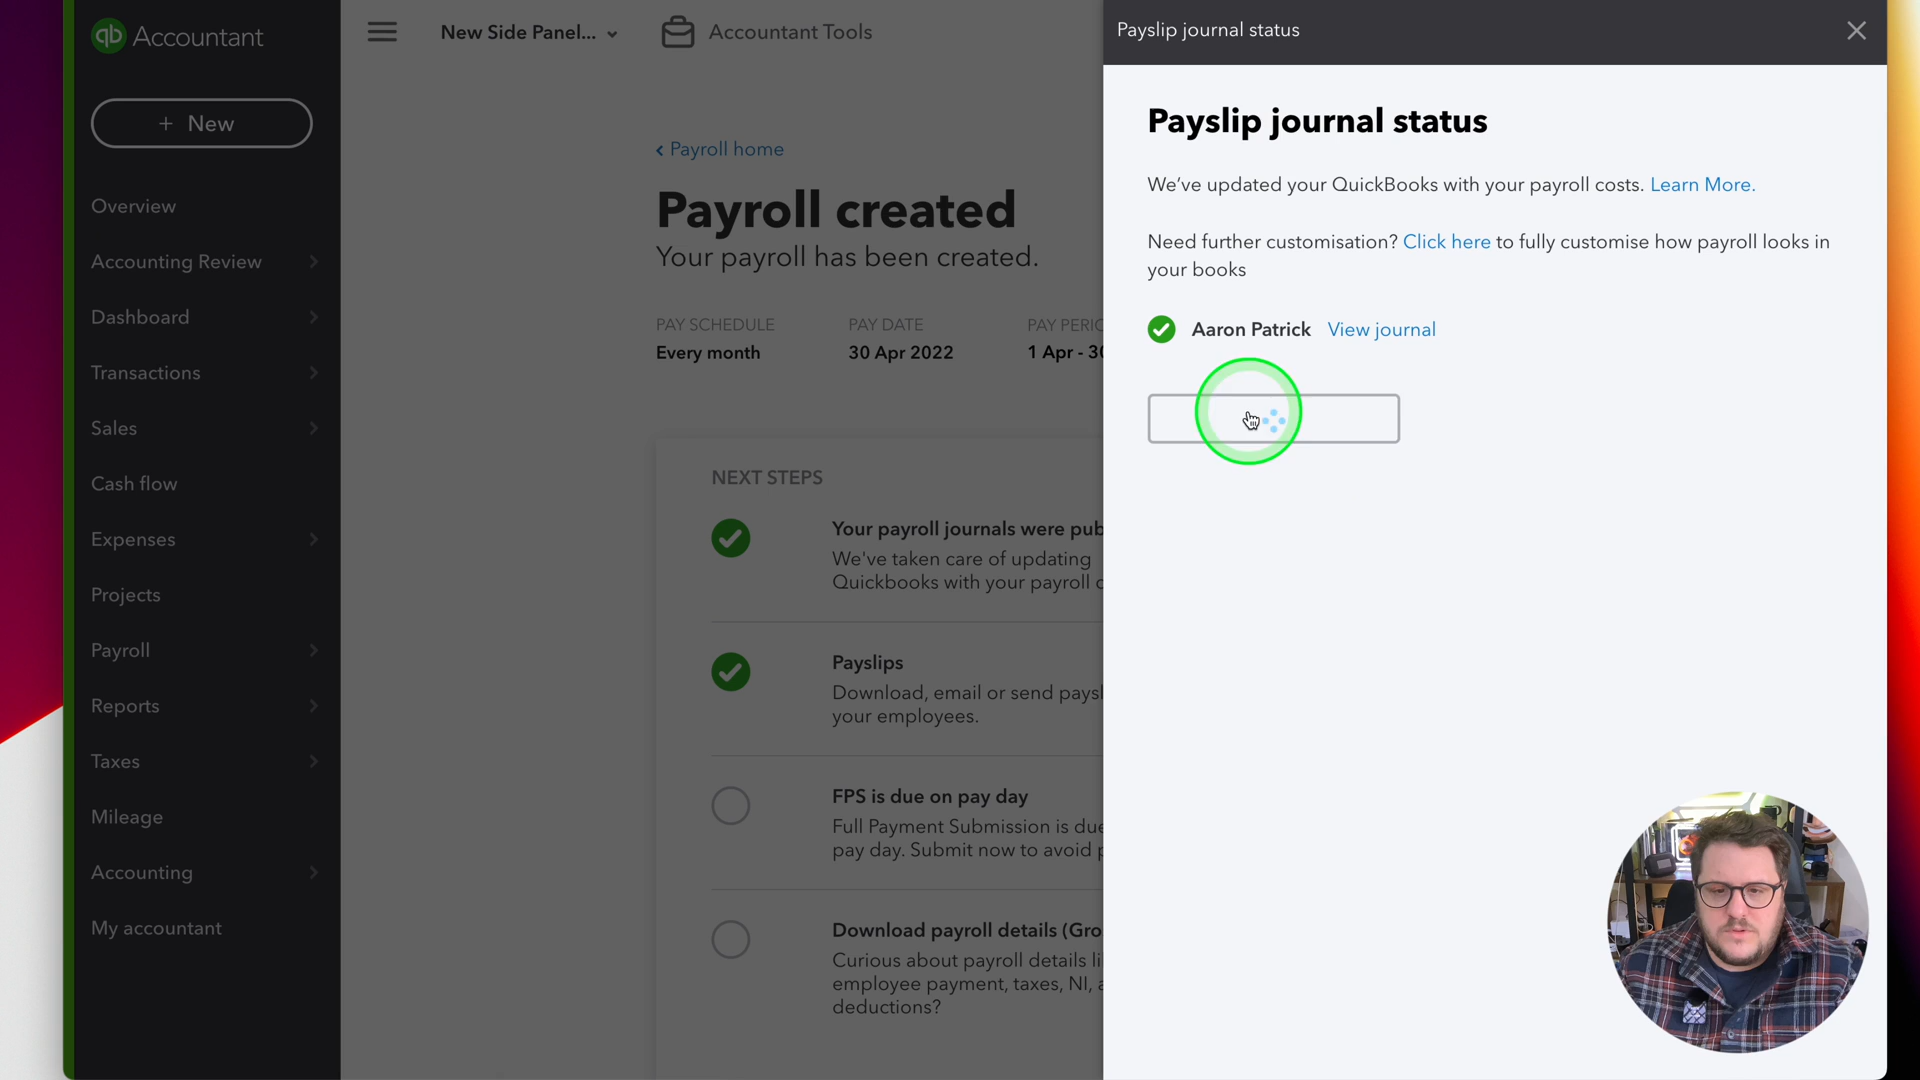 qb Accountant
+ New
Overview
Accounting Review
Dashboard
Transactions
Sales
Cash flow
Expenses
Projects
Payroll
Reports
Taxes
Mileage
Accounting
My accountant
New Side Panel...
Accountant Tools
< Payroll home
Payroll created
Your payroll has been created.
PAY SCHEDULE
Every month
PAY DATE
30 Apr 2022
PAY PERIO
1 Apr - 30
NEXT STEPS
Your payroll journals were pub
We've taken care of updating
Quickbooks with your payroll c
Payslips
Download, email or send paysl
your employees.
FPS is due on pay day
Full Payment Submission is due
pay day. Submit now to avoid p
Download payroll details (Gro
Curious about payroll details li
employee payment, taxes, NI, a
deductions?
Payslip journal status
Payslip journal status
We've updated your QuickBooks with your payroll costs. Learn More.
Need further customisation? Click here to fully customise how payroll looks in
your books
Aaron Patrick View journal